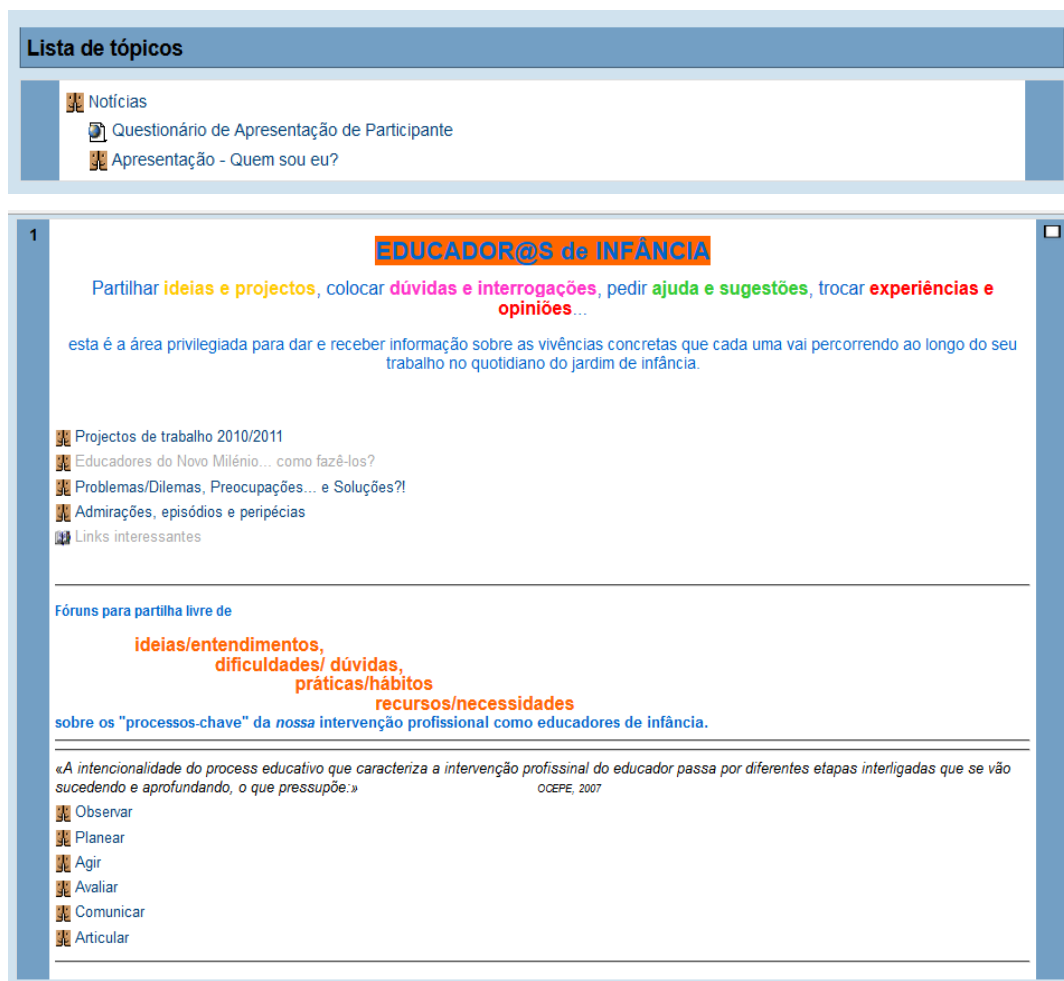 Lista de tópicos
Notícias
Questionário de Apresentação de Participante
Apresentação - Quem sou eu?
1
EDUCADOR@S de INFÂNCIA
Partilhar ideias e projectos, colocar dúvidas e interrogações, pedir ajuda e sugestões, trocar experiências e
opiniões...
esta é a área privilegiada para dar e receber informação sobre as vivências concretas que cada uma vai percorrendo ao longo do seu
trabalho no quotidiano do jardim de infância.
Projectos de trabalho 2010/2011
Educadores do Novo Milénio... como fazê-los?
Problemas/Dilemas, Preocupações... e Soluções?!
Admirações, episódios e peripécias
Links interessantes
Fóruns para partilha livre de
ideias/entendimentos,
dificuldades/ dúvidas,
práticas/hábitos
recursos/necessidades
sobre os "processos-chave" da nossa intervenção profissional como educadores de infância.
«A intencionalidade do process educativo que caracteriza a intervenção profissinal do educador passa por diferentes etapas interligadas que se vão
sucedendo e aprofundando, o que pressupõe:» OCEPE, 2007
Observar
Planear
Agir
Avaliar
Comunicar
Articular